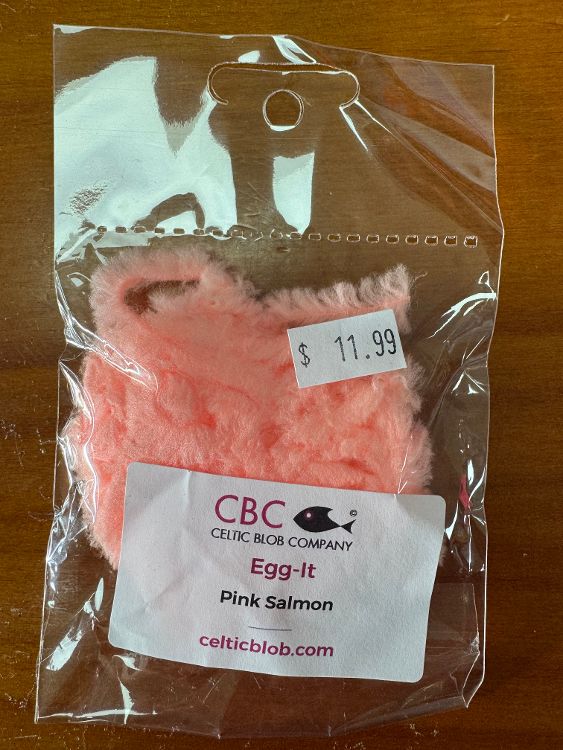 $ 11.99
CBC ©
CELTIC BLOB COMPANY
Egg-It
Pink Salmon
celticblob.com